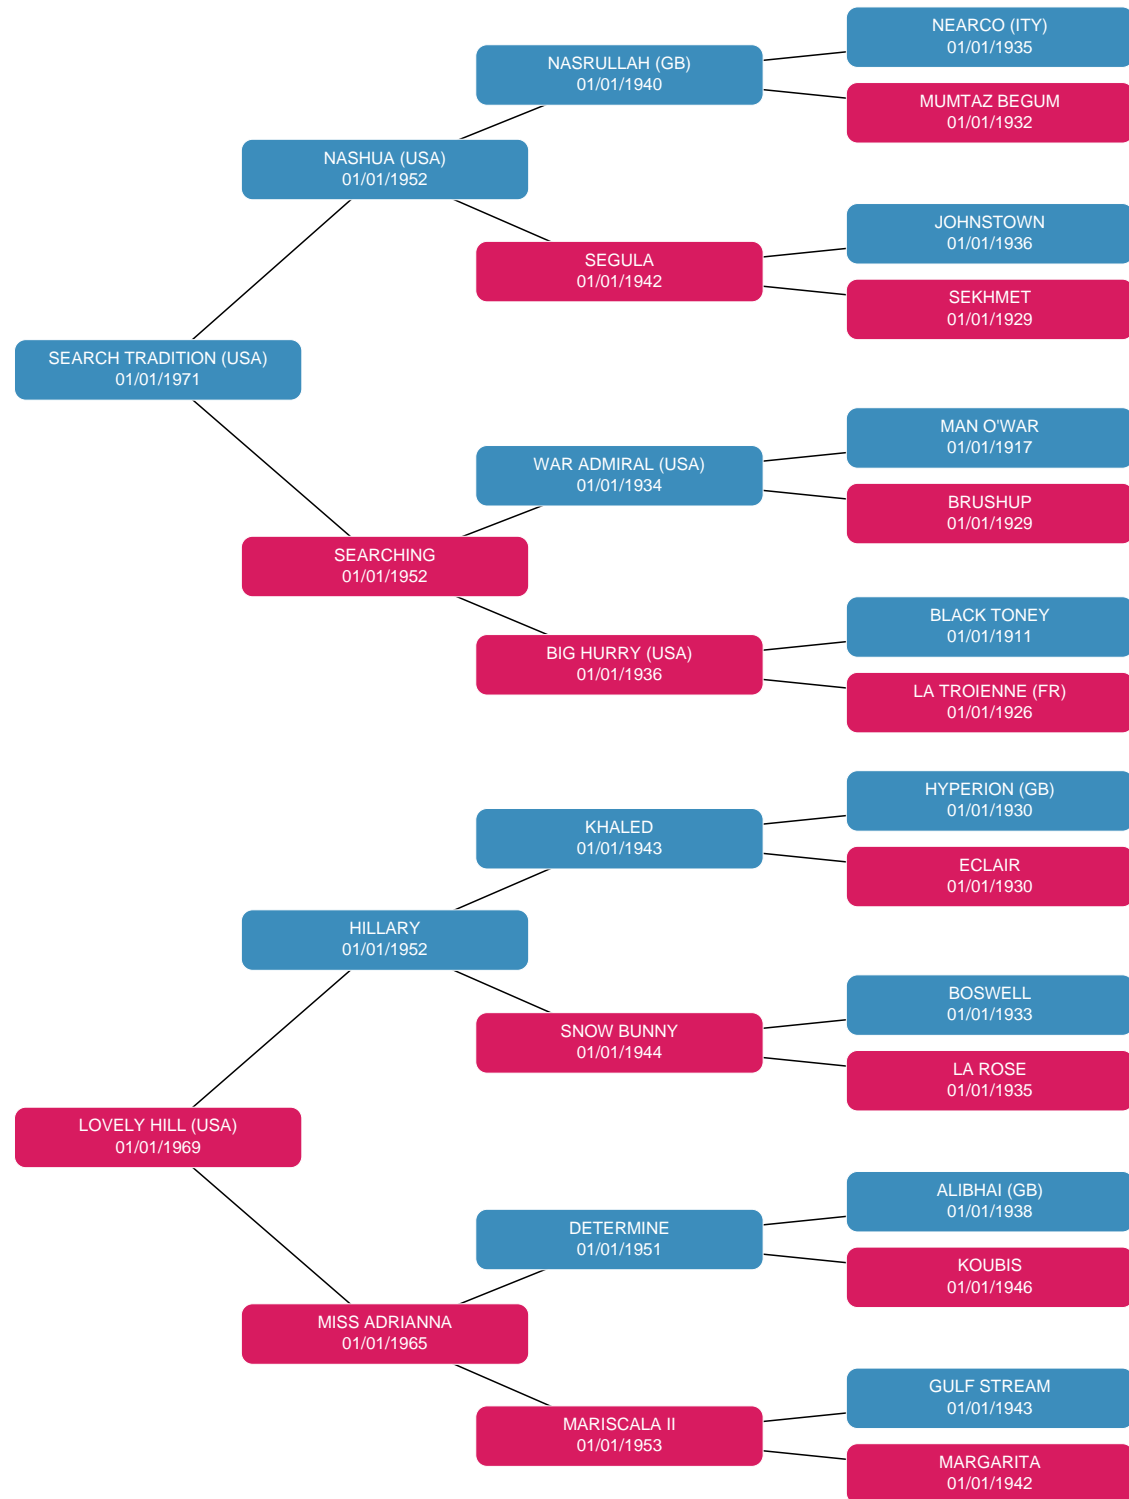 NEARCO (ITY)
01/01/1935
NASRULLAH (GB)
01/01/1940
MUMTAZ BEGUM
01/01/1932
NASHUA (USA)
01/01/1952
JOHNSTOWN
01/01/1936
SEGULA
01/01/1942
SEKHMET
01/01/1929
SEARCH TRADITION (USA)
01/01/1971
MAN O'WAR
01/01/1917
WAR ADMIRAL (USA)
01/01/1934
BRUSHUP
01/01/1929
SEARCHING
01/01/1952
BLACK TONEY
01/01/1911
BIG HURRY (USA)
01/01/1936
LA TROIENNE (FR)
01/01/1926
HYPERION (GB)
01/01/1930
KHALED
01/01/1943
ECLAIR
01/01/1930
HILLARY
01/01/1952
BOSWELL
01/01/1933
SNOW BUNNY
01/01/1944
LA ROSE
01/01/1935
LOVELY HILL (USA)
01/01/1969
ALIBHAI (GB)
01/01/1938
DETERMINE
01/01/1951
KOUBIS
01/01/1946
MISS ADRIANNA
01/01/1965
GULF STREAM
01/01/1943
MARISCALA II
01/01/1953
MARGARITA
01/01/1942